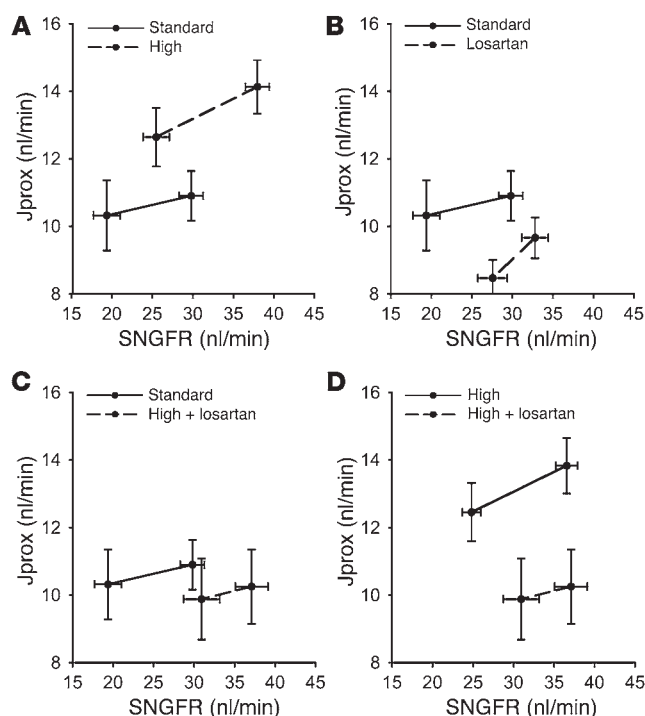 A
Standard
High
16
14
12
10
8
Jprox (nl/min)
15 20 25 30 35 40 45
SNGFR (nl/min)
B
Standard
Losartan
16
14
12
10
8
Jprox (nl/min)
15 20 25 30 35 40 45
SNGFR (nl/min)
C
Standard
High + losartan
16
14
12
10
8
Jprox (nl/min)
15 20 25 30 35 40 45
SNGFR (nl/min)
D
High
High + losartan
16
14
12
10
8
Jprox (nl/min)
15 20 25 30 35 40 45
SNGFR (nl/min)